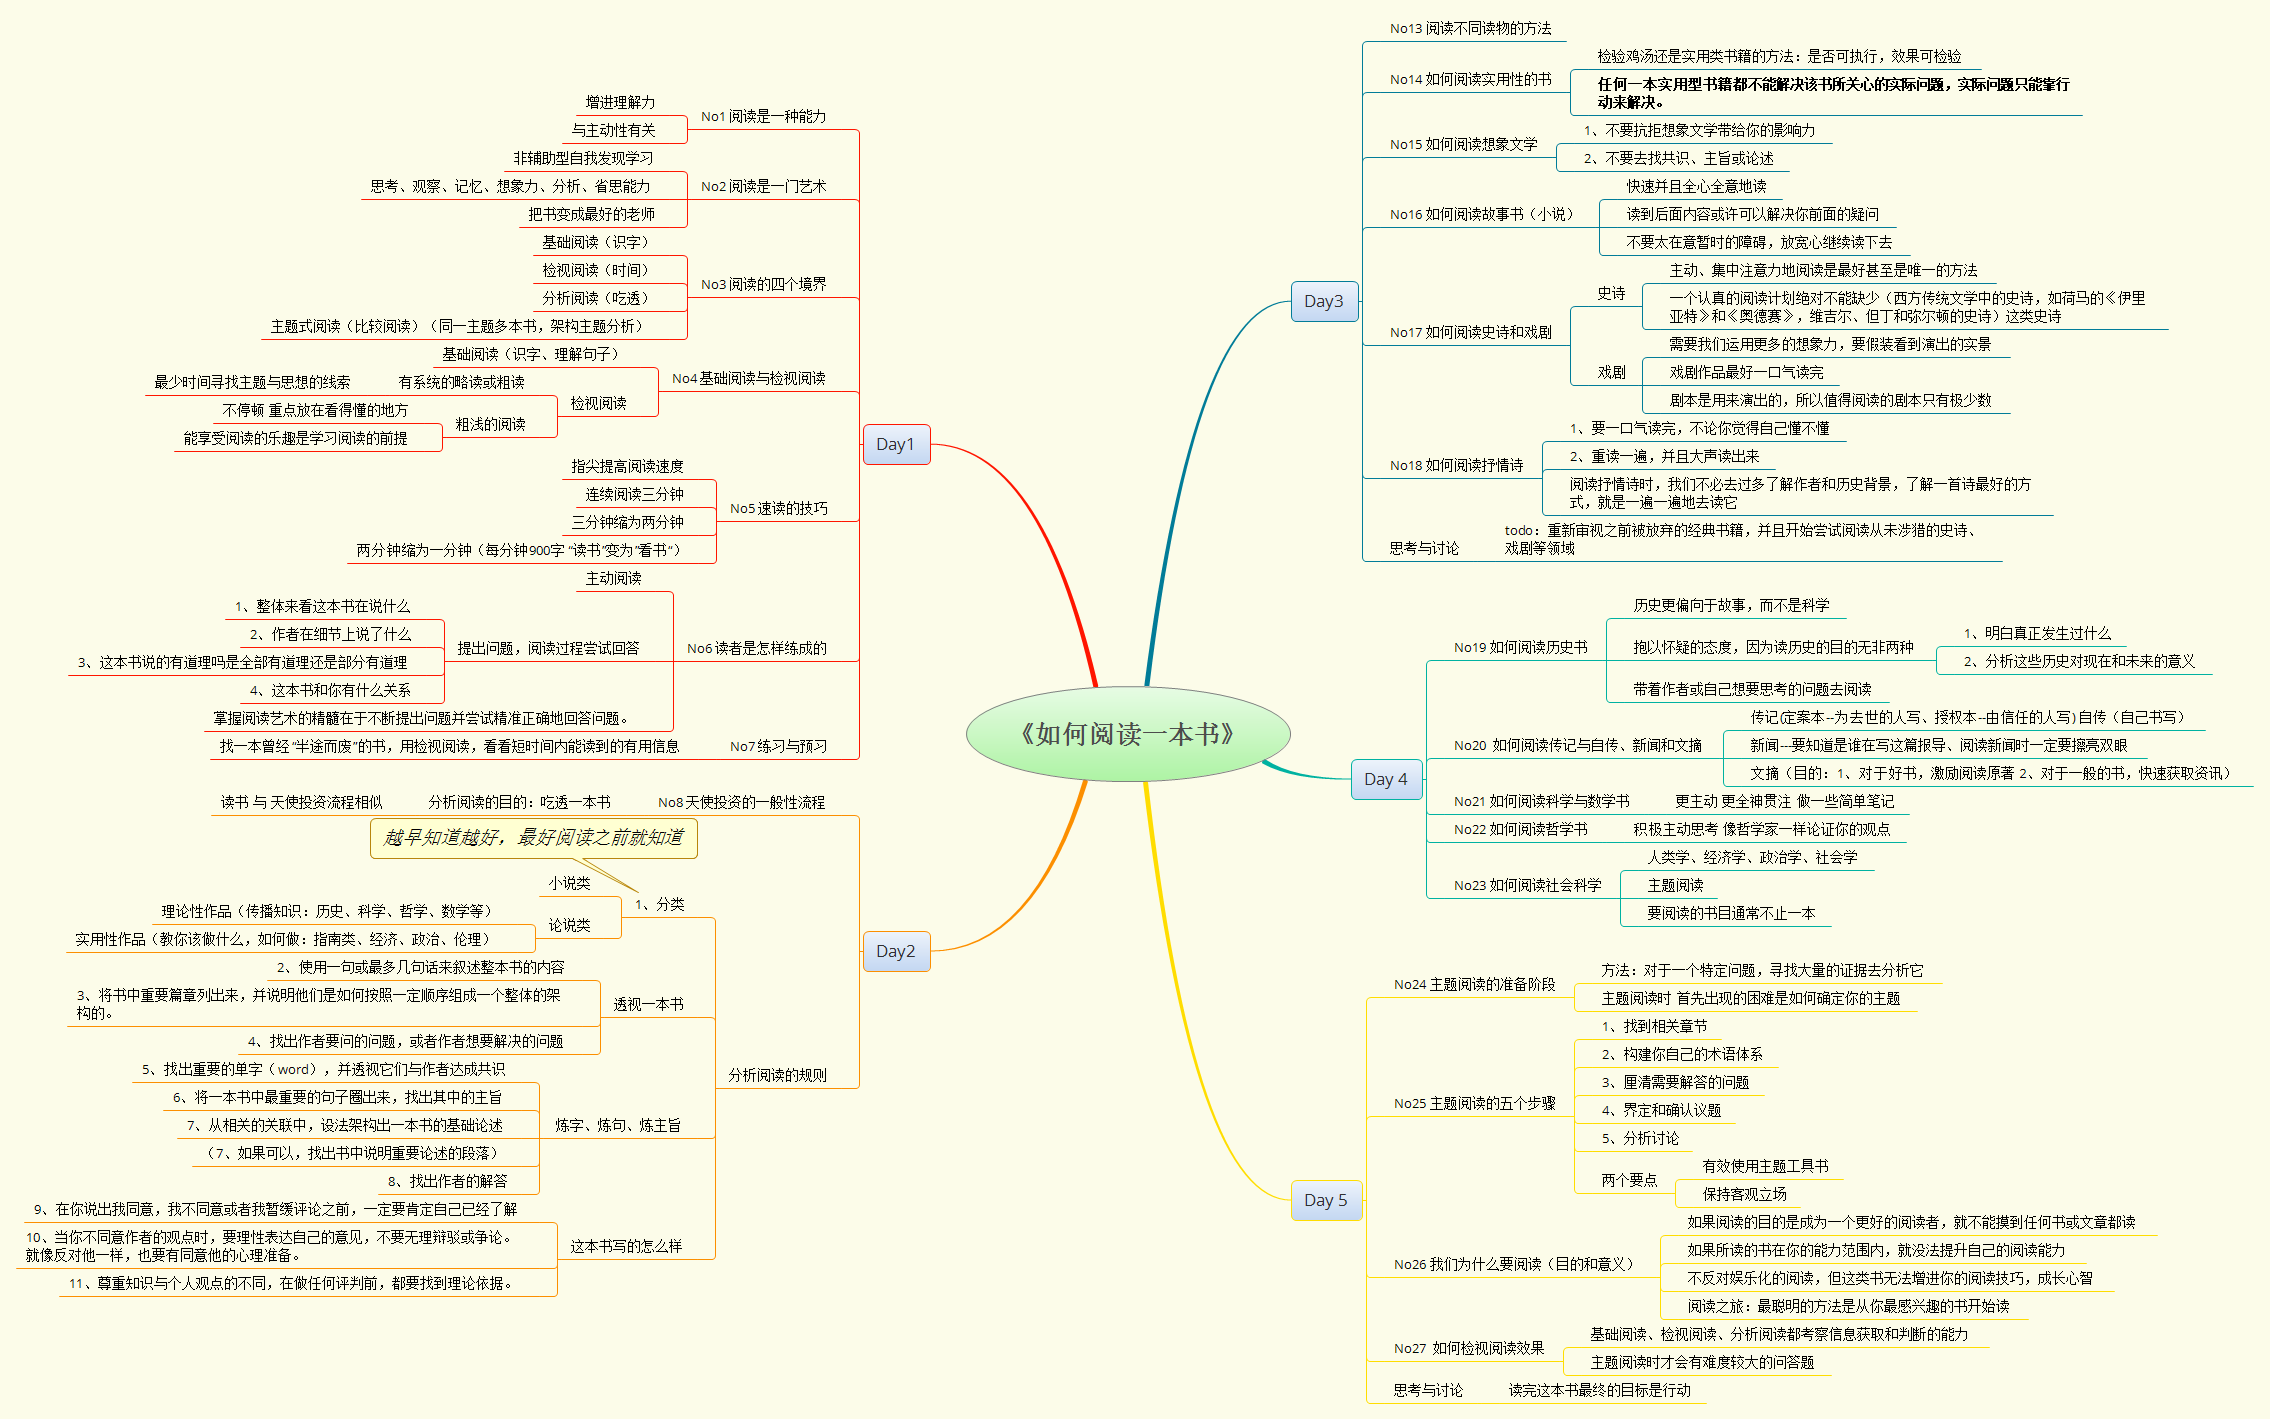 《如何阅读一本书》
Day1
No1 阅读是一种能力
增进理解力
与主动性有关
No2 阅读是一门艺术
非辅助型自我发现学习
思考、观察、记忆、想象力、分析、省思能力
把书变成最好的老师
No3 阅读的四个境界
基础阅读（识字）
检视阅读（时间）
分析阅读（吃透）
主题式阅读（比较阅读）（同一主题多本书，架构主题分析）
No4 基础阅读与检视阅读
基础阅读（识字、理解句子）
检视阅读
有系统的略读或粗读
最少时间寻找主题与思想的线索
粗浅的阅读
不停顿 重点放在看得懂的地方
能享受阅读的乐趣是学习阅读的前提
No5 速读的技巧
指尖提高阅读速度
连续阅读三分钟
三分钟缩为两分钟
两分钟缩为一分钟（每分钟900字 “读书”变为”看书“）
No6 读者是怎样练成的
主动阅读
提出问题，阅读过程尝试回答
1、整体来看这本书在说什么
2、作者在细节上说了什么
3、这本书说的有道理吗是全部有道理还是部分有道理
4、这本书和你有什么关系
掌握阅读艺术的精髓在于不断提出问题并尝试精准正确地回答问题。
No7 练习与预习
找一本曾经 “半途而废”的书，用检视阅读，看看短时间内能读到的有用信息
Day2
No8 天使投资的一般性流程
分析阅读的目的：吃透一本书
读书 与 天使投资流程相似
越早知道越好，最好阅读之前就知道
分析阅读的规则
1、分类
小说类
论说类
理论性作品（传播知识：历史、科学、哲学、数学等）
实用性作品（教你该做什么，如何做：指南类、经济、政治、伦理）
透视一本书
2、使用一句或最多几句话来叙述整本书的内容
3、将书中重要篇章列出来，并说明他们是如何按照一定顺序组成一个整体的架
构的。
4、找出作者要问的问题，或者作者想要解决的问题
炼字、炼句、炼主旨
5、找出重要的单字（word），并透视它们与作者达成共识
6、将一本书中最重要的句子圈出来，找出其中的主旨
7、从相关的关联中，设法架构出一本书的基础论述
（7、如果可以，找出书中说明重要论述的段落）
8、找出作者的解答
这本书写的怎么样
9、在你说出我同意，我不同意或者我暂缓评论之前，一定要肯定自己已经了解
10、当你不同意作者的观点时，要理性表达自己的意见，不要无理辩驳或争论。
就像反对他一样，也要有同意他的心理准备。
11、尊重知识与个人观点的不同，在做任何评判前，都要找到理论依据。
Day3
No13 阅读不同读物的方法
No14 如何阅读实用性的书
检验鸡汤还是实用类书籍的方法：是否可执行，效果可检验
任何一本实用型书籍都不能解决该书所关心的实际问题，实际问题只能靠行
动来解决。
No15 如何阅读想象文学
1、不要抗拒想象文学带给你的影响力
2、不要去找共识、主旨或论述
No16 如何阅读故事书（小说）
快速并且全心全意地读
读到后面内容或许可以解决你前面的疑问
不要太在意暂时的障碍，放宽心继续读下去
No17 如何阅读史诗和戏剧
史诗
主动、集中注意力地阅读是最好甚至是唯一的方法
一个认真的阅读计划绝对不能缺少（西方传统文学中的史诗，如荷马的《伊里
亚特》和《奥德赛》，维吉尔、但丁和弥尔顿的史诗）这类史诗
戏剧
需要我们运用更多的想象力，要假装看到演出的实景
戏剧作品最好一口气读完
剧本是用来演出的，所以值得阅读的剧本只有极少数
No18 如何阅读抒情诗
1、要一口气读完，不论你觉得自己懂不懂
2、重读一遍，并且大声读出来
阅读抒情诗时，我们不必去过多了解作者和历史背景，了解一首诗最好的方
式，就是一遍一遍地去读它
思考与讨论
todo：重新审视之前被放弃的经典书籍，并且开始尝试阅读从未涉猎的史诗、
戏剧等领域
Day 4
No19 如何阅读历史书
历史更偏向于故事，而不是科学
抱以怀疑的态度，因为读历史的目的无非两种
1、明白真正发生过什么
2、分析这些历史对现在和未来的意义
带着作者或自己想要思考的问题去阅读
No20 如何阅读传记与自传、新闻和文摘
传记(定案本--为去世的人写、授权本--由信任的人写) 自传（自己书写）
新闻---要知道是谁在写这篇报导、阅读新闻时一定要擦亮双眼
文摘（目的：1、对于好书，激励阅读原著 2、对于一般的书，快速获取资讯）
No21 如何阅读科学与数学书
更主动 更全神贯注 做一些简单笔记
No22 如何阅读哲学书
积极主动思考 像哲学家一样论证你的观点
No23 如何阅读社会科学
人类学、经济学、政治学、社会学
主题阅读
要阅读的书目通常不止一本
Day 5
No24 主题阅读的准备阶段
方法：对于一个特定问题，寻找大量的证据去分析它
主题阅读时 首先出现的困难是如何确定你的主题
No25 主题阅读的五个步骤
1、找到相关章节
2、构建你自己的术语体系
3、厘清需要解答的问题
4、界定和确认议题
5、分析讨论
两个要点
有效使用主题工具书
保持客观立场
No26 我们为什么要阅读（目的和意义）
如果阅读的目的是成为一个更好的阅读者，就不能摸到任何书或文章都读
如果所读的书在你的能力范围内，就没法提升自己的阅读能力
不反对娱乐化的阅读，但这类书无法增进你的阅读技巧，成长心智
阅读之旅：最聪明的方法是从你最感兴趣的书开始读
No27 如何检视阅读效果
基础阅读、检视阅读、分析阅读都考察信息获取和判断的能力
主题阅读时才会有难度较大的问答题
思考与讨论
读完这本书最终的目标是行动